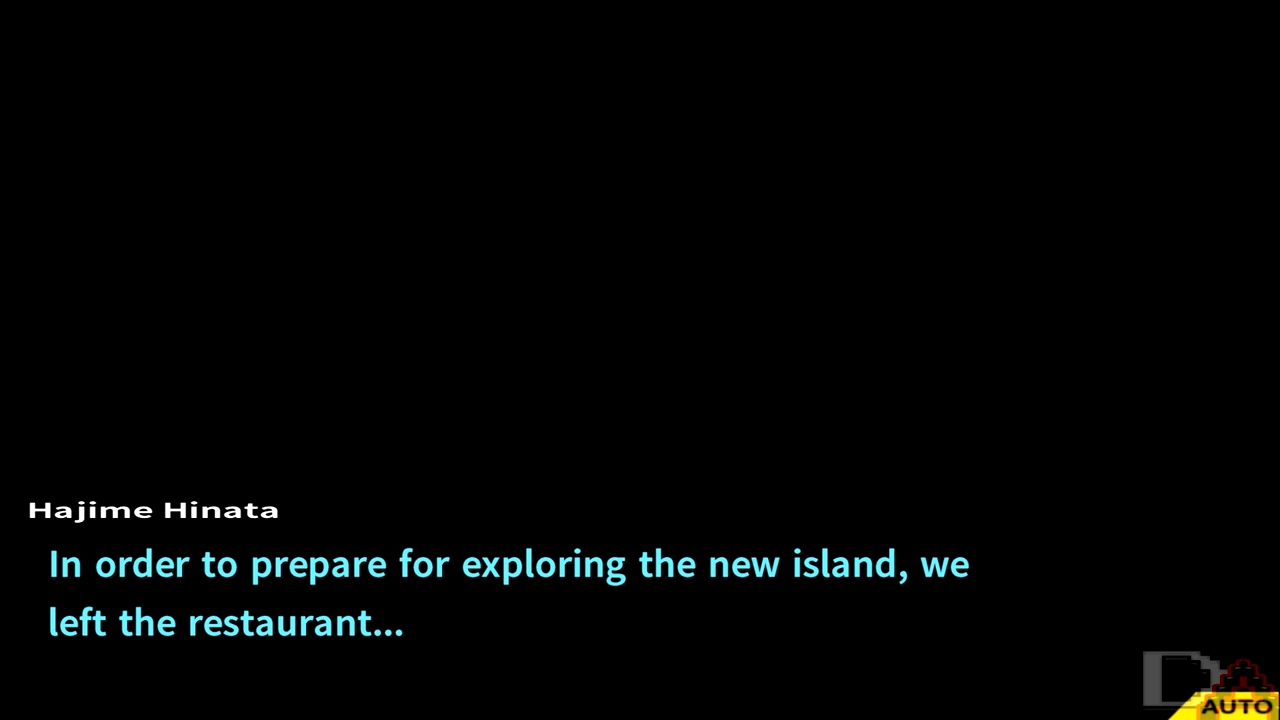 Hajime Hinata
In order to prepare for exploring the new island, we
left the restaurant...
AUTO